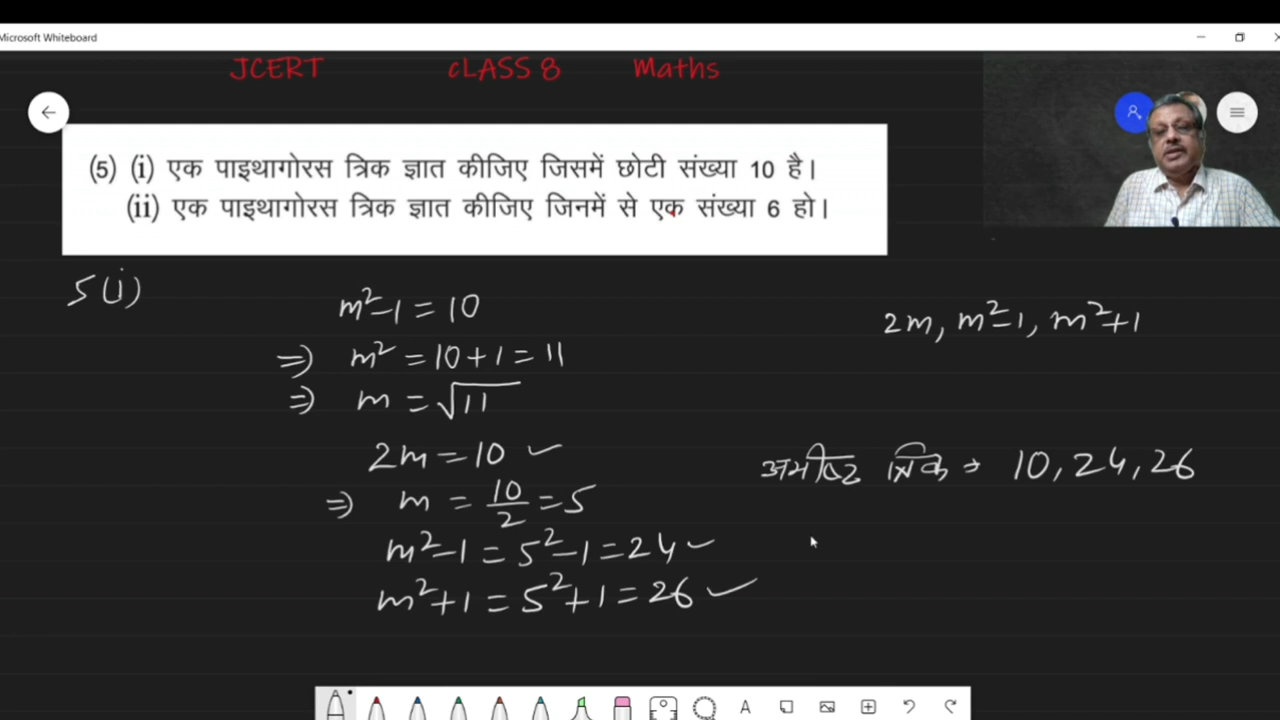 Microsoft Whiteboard
JCERT CLASS 8 Maths
(5) (i) एक पाइथागोरस त्रिक ज्ञात कीजिए जिसमें छोटी संख्या 10 है।
(ii) एक पाइथागोरस त्रिक ज्ञात कीजिए जिनमें से एक संख्या 6 हो।
5(i)
m²-1 = 10
2m, m²-1, m²+1
⇒ m² = 10+1 = 11
⇒ m = √11
2m = 10 ✓
अभीष्ट त्रिक → 10, 24, 26
⇒ m = 10/2 = 5
m²-1 = 5²-1 = 24 ✓
m²+1 = 5²+1 = 26 ✓
A